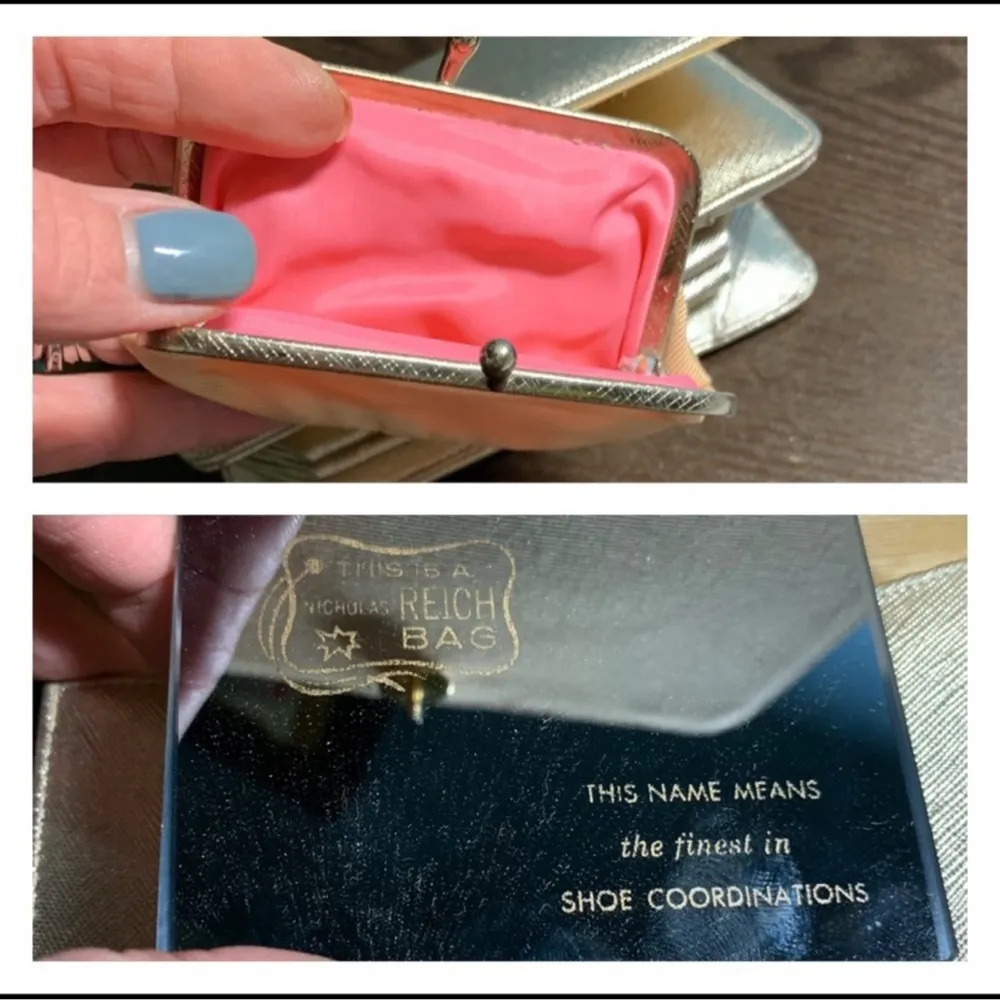 THIS IS A
NICHOLAS REICH
BAG
THIS NAME MEANS
the finest in
SHOE COORDINATIONS